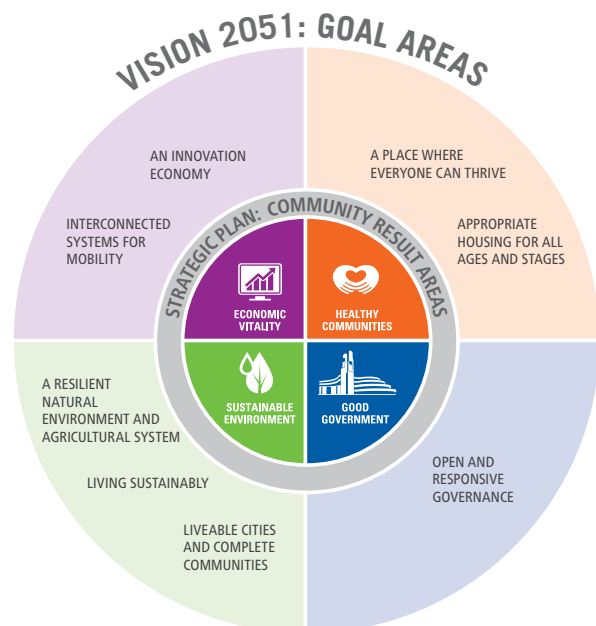 VISION 2051: GOAL AREAS
AN INNOVATION
ECONOMY
INTERCONNECTED
SYSTEMS FOR
MOBILITY
A PLACE WHERE
EVERYONE CAN THRIVE
APPROPRIATE
HOUSING FOR ALL
AGES AND STAGES
STRATEGIC PLAN: COMMUNITY RESULT AREAS
ECONOMIC
VITALITY
HEALTHY
COMMUNITIES
SUSTAINABLE
ENVIRONMENT
GOOD
GOVERNMENT
A RESILIENT
NATURAL
ENVIRONMENT AND
AGRICULTURAL SYSTEM
LIVING SUSTAINABLY
LIVEABLE CITIES
AND COMPLETE
COMMUNITIES
OPEN AND
RESPONSIVE
GOVERNANCE